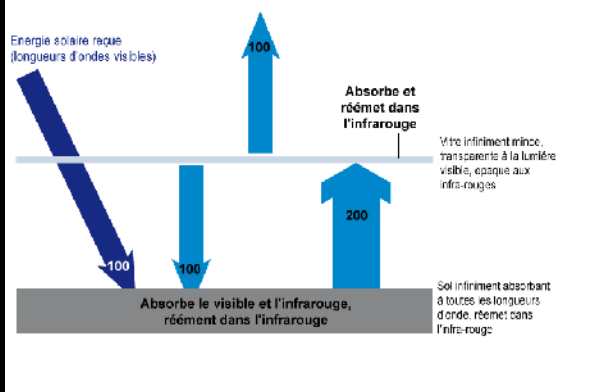 Energie solaire reçue
(longueurs d'ondes visibles)
100
Absorbe et
réémet dans
l'infrarouge
Vitre infiniment mince,
transparente à la lumière
visible, opaque aux
infra-rouges
200
100
100
Absorbe le visible et l'infrarouge,
réément dans l'infrarouge
Sol infiniment absorbant
à toutes les longueurs
d'onde, réemet dans
l'infra-rouge